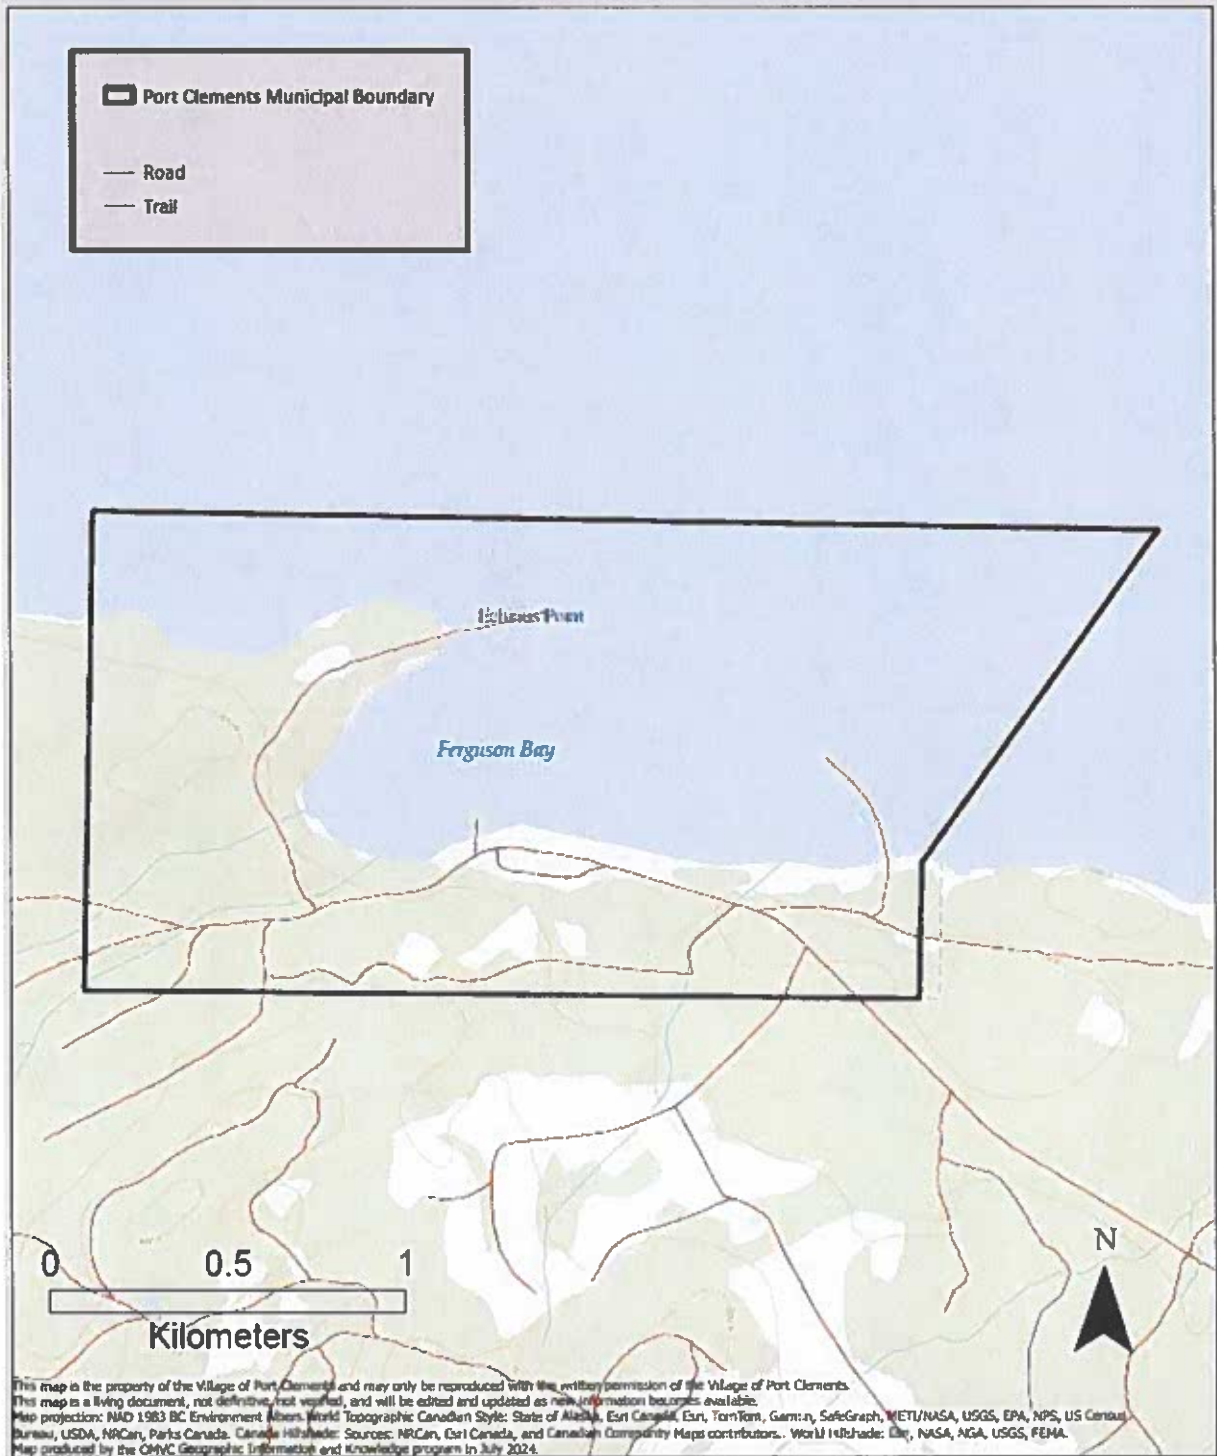 Port Clements Municipal Boundary
Road
Trail
Point
Ferguson Bay
N
0 0.5 1
Kilometers
This map is the property of the Village of Port Clements and may only be reproduced with the written permission of the Village of Port Clements.
This map is a living document, not definitive, not verified, and will be edited and updated as new information becomes available.
Map projection: NAD 1983 BC Environment Albers. World Topographic Canadian Style: State of Alaska, Esri Canada, Esri, TomTom, Garmin, SafeGraph, METI/NASA, USGS, EPA, NPS, US Census
Bureau, USDA, NRCan, Parks Canada. Canada Hillshade: Sources: NRCan, Esri Canada, and Canadian Community Maps contributors. . World Hillshade: Esri, NASA, NGA, USGS, FEMA.
Map produced by the OMVC Geographic Information and Knowledge program in July 2024.